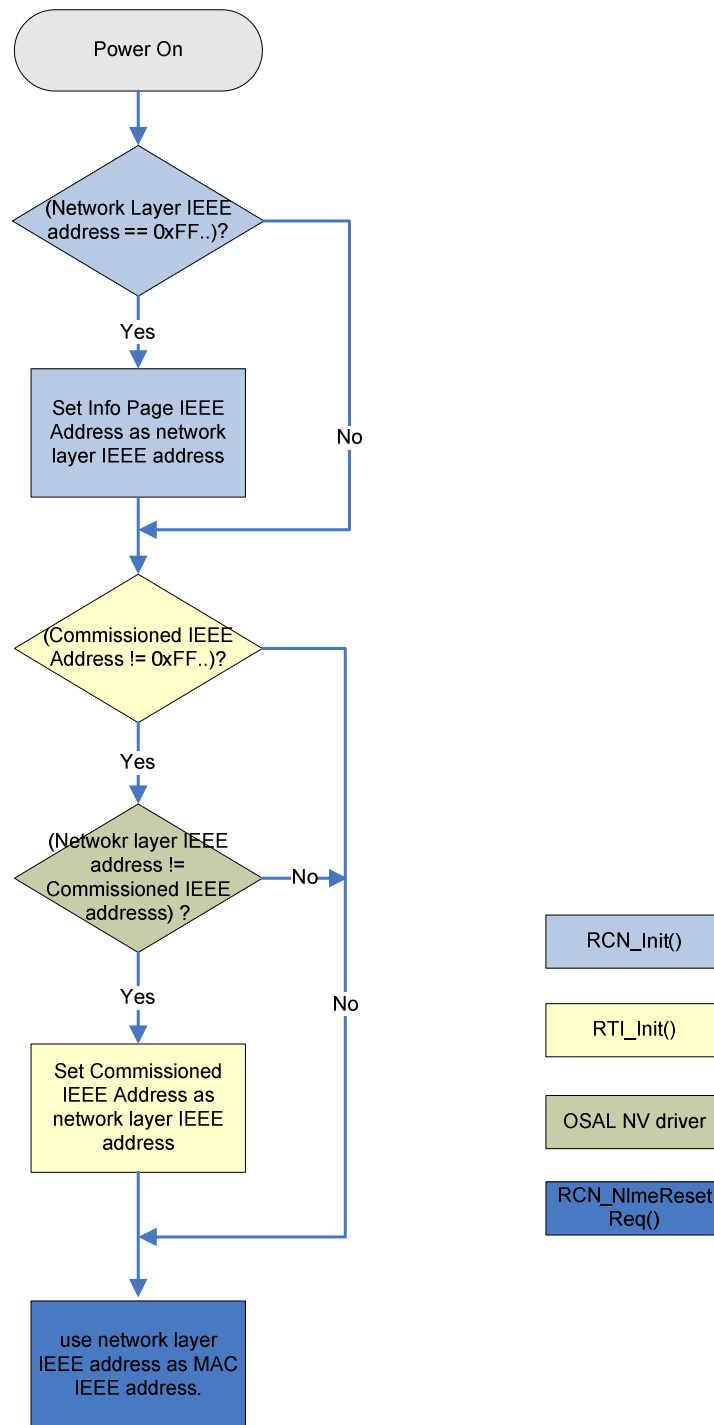 Power On
(Network Layer IEEE
address == 0xFF..)?
Yes
Set Info Page IEEE
Address as network
layer IEEE address
No
(Commissioned IEEE
Address != 0xFF..)?
Yes
(Netwokr layer IEEE
address !=
Commissioned IEEE
addresss) ?
No
Yes
No
Set Commissioned
IEEE Address as
network layer IEEE
address
use network layer
IEEE address as MAC
IEEE address.
RCN_Init()
RTI_Init()
OSAL NV driver
RCN_NlmeReset
Req()